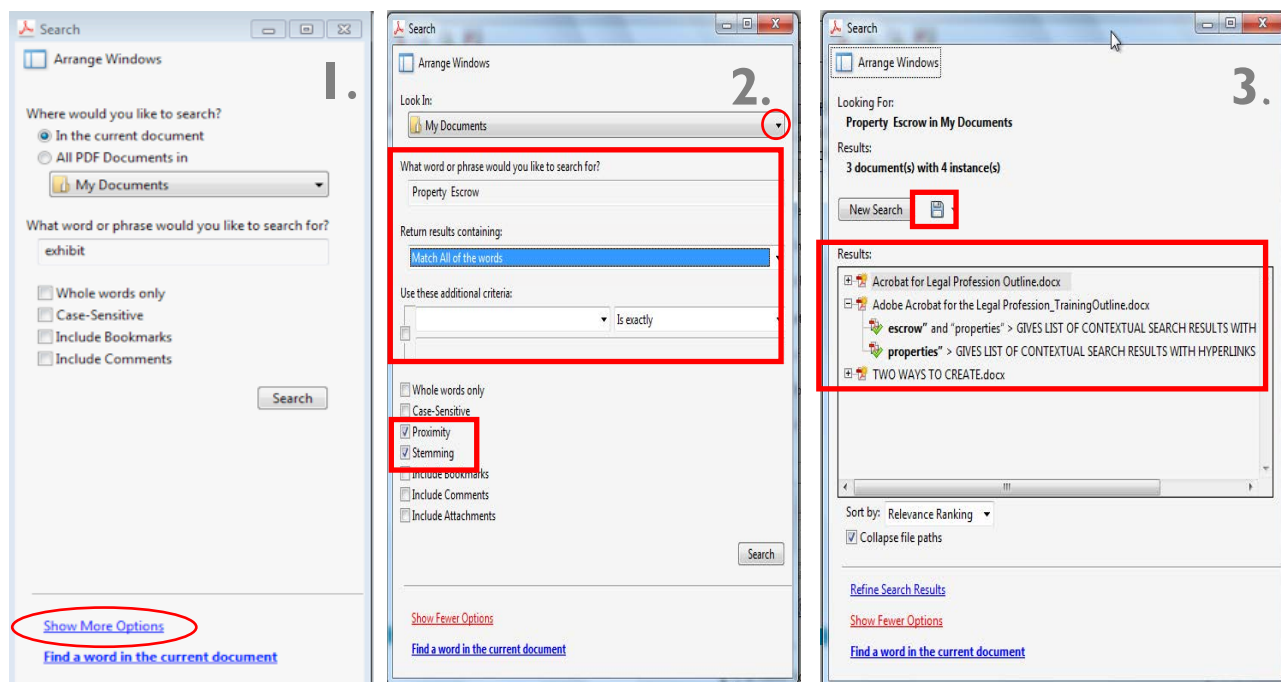 Search
Arrange Windows
1.
Where would you like to search?
In the current document
All PDF Documents in
My Documents
What word or phrase would you like to search for?
exhibit
Whole words only
Case-Sensitive
Include Bookmarks
Include Comments
Search
Show More Options
Find a word in the current document
Search
Arrange Windows
2.
Look In:
My Documents
What word or phrase would you like to search for?
Property Escrow
Return results containing:
Match All of the words
Use these additional criteria:
Is exactly
Whole words only
Case-Sensitive
Proximity
Stemming
Include Bookmarks
Include Comments
Include Attachments
Search
Show Fewer Options
Find a word in the current document
Search
Arrange Windows
3.
Looking For:
Property Escrow in My Documents
Results:
3 document(s) with 4 instance(s)
New Search
Results:
Acrobat for Legal Profession Outline.docx
Adobe Acrobat for the Legal Profession_TrainingOutline.docx
escrow" and "properties" > GIVES LIST OF CONTEXTUAL SEARCH RESULTS WITH
properties" > GIVES LIST OF CONTEXTUAL SEARCH RESULTS WITH HYPERLINKS
TWO WAYS TO CREATE.docx
Sort by: Relevance Ranking
Collapse file paths
Refine Search Results
Show Fewer Options
Find a word in the current document